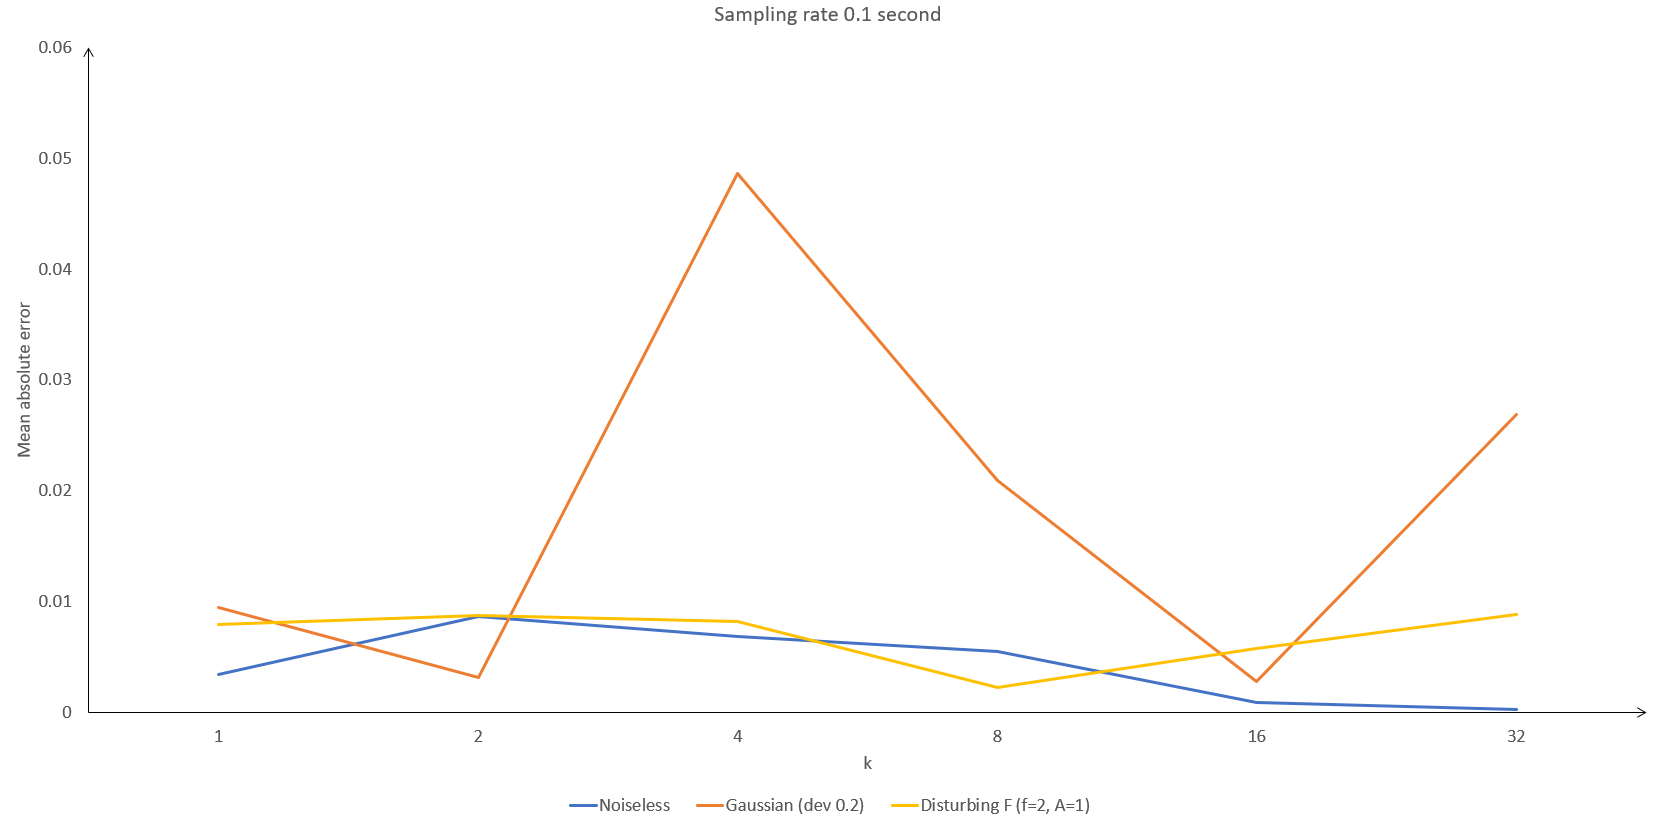 Sampling rate 0.1 second
0.06
0.05
0.04
0.03
0.02
0.01
0
Mean absolute error
1 2 4 8 16 32
k
Noiseless Gaussian (dev 0.2) Disturbing F (f=2, A=1)